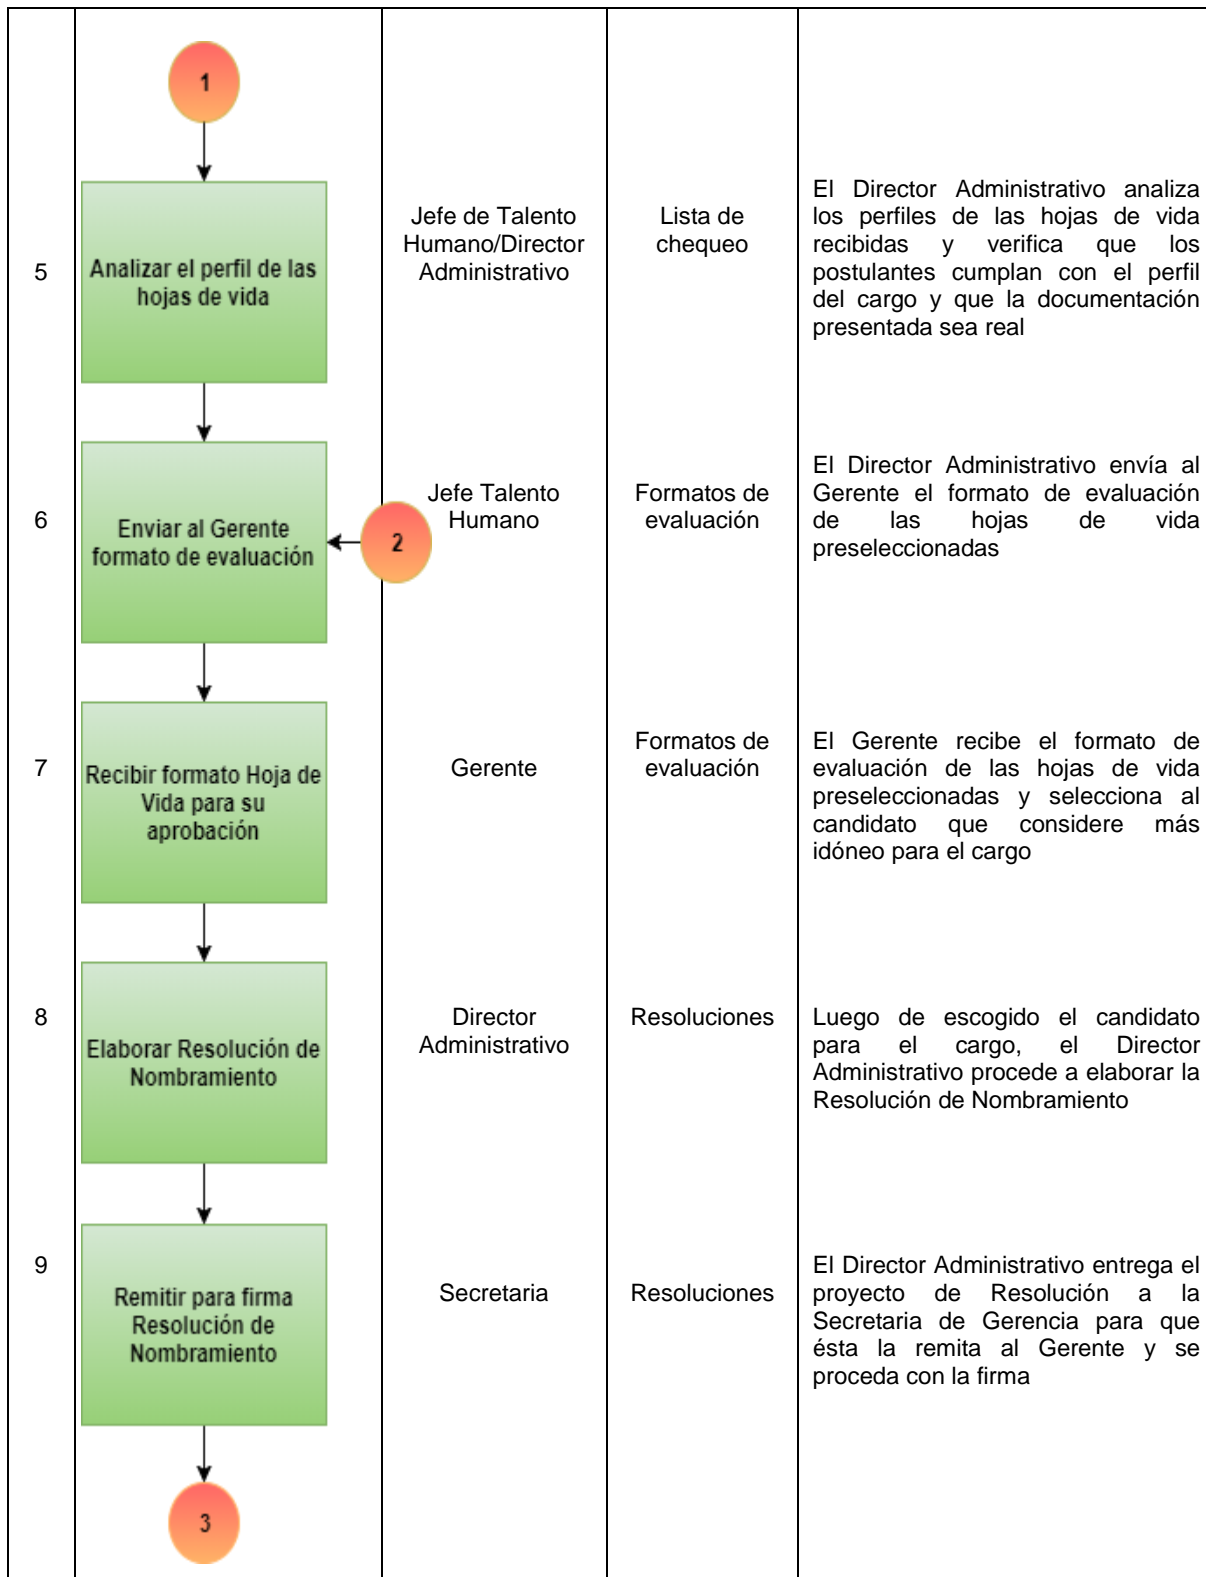 1
5
Analizar el perfil de las
hojas de vida
Jefe de Talento
Humano/Director
Administrativo
Lista de
chequeo
El Director Administrativo analiza
los perfiles de las hojas de vida
recibidas y verifica que los
postulantes cumplan con el perfil
del cargo y que la documentación
presentada sea real
6
Enviar al Gerente
formato de evaluación
2
Jefe Talento
Humano
Formatos de
evaluación
El Director Administrativo envía al
Gerente el formato de evaluación
de las hojas de vida
preseleccionadas
7
Recibir formato Hoja de
Vida para su
aprobación
Gerente
Formatos de
evaluación
El Gerente recibe el formato de
evaluación de las hojas de vida
preseleccionadas y selecciona al
candidato que considere más
idóneo para el cargo
8
Elaborar Resolución de
Nombramiento
Director
Administrativo
Resoluciones
Luego de escogido el candidato
para el cargo, el Director
Administrativo procede a elaborar la
Resolución de Nombramiento
9
Remitir para firma
Resolución de
Nombramiento
Secretaria
Resoluciones
El Director Administrativo entrega el
proyecto de Resolución a la
Secretaria de Gerencia para que
ésta la remita al Gerente y se
proceda con la firma
3